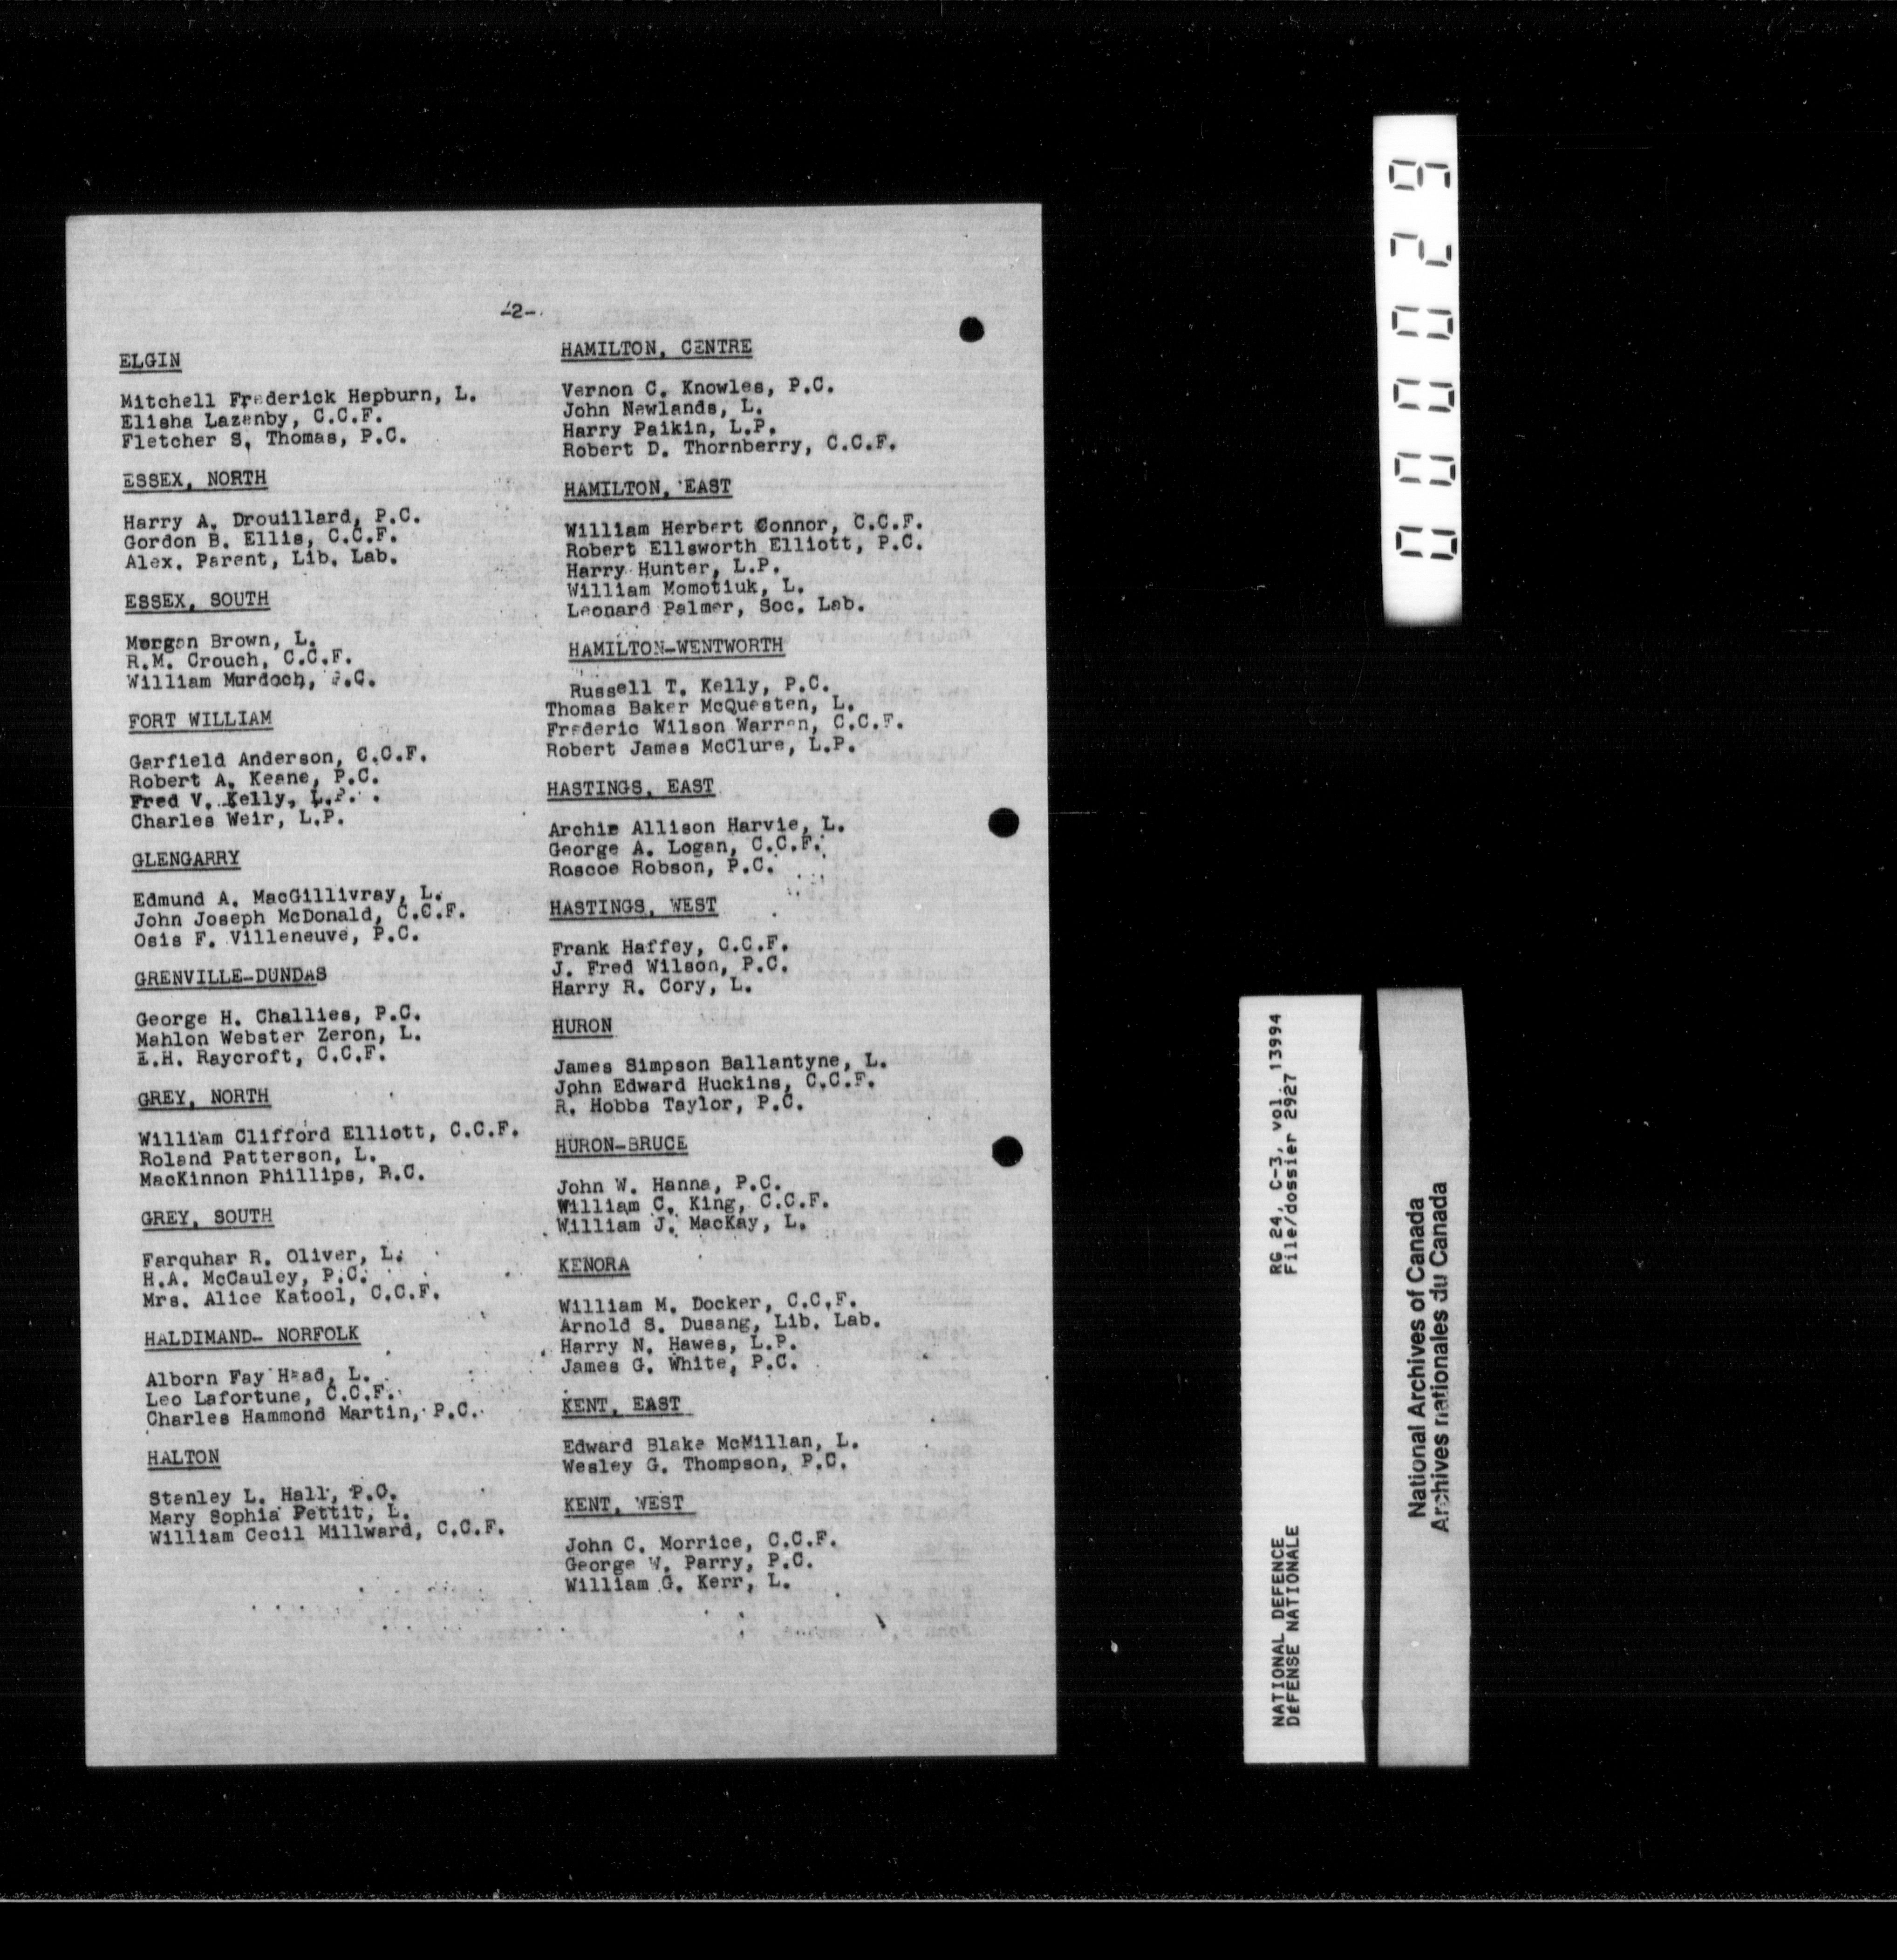 -2-
ELGIN
Mitchell Frederick Hepburn, L.
Elisha Lazenby, C.C.F.
Fletcher S. Thomas, P.C.
ESSEX, NORTH
Harry A. Drouillard, P.C.
Gordon B. Ellis, C.C.F.
Alex. Parent, Lib. Lab.
ESSEX, SOUTH
Morgan Brown, L.
R.M. Crouch, C.C.F.
William Murdoch, P.C.
FORT WILLIAM
Garfield Anderson, C.C.F.
Robert A. Keane, P.C.
Fred V. Kelly, L.P.
Charles Weir, L.P.
GLENGARRY
Edmund A. MacGillivray, L.
John Joseph McDonald, C.C.F.
Osis F. Villeneuve, P.C.
GRENVILLE-DUNDAS
George H. Challies, P.C.
Mahlon Webster Zeron, L.
E.H. Raycroft, C.C.F.
GREY, NORTH
William Clifford Elliott, C.C.F.
Roland Patterson, L.
MacKinnon Phillips, P.C.
GREY, SOUTH
Farquhar R. Oliver, L.
H.A. McCauley, P.C.
Mrs. Alice Katool, C.C.F.
HALDIMAND- NORFOLK
Alborn Fay Head, L.
Leo Lafortune, C.C.F.
Charles Hammond Martin, P.C.
HALTON
Stanley L. Hall, P.C.
Mary Sophia Pettit, L.
William Cecil Millward, C.C.F.
HAMILTON, CENTRE
Vernon C. Knowles, P.C.
John Newlands, L.
Harry Paikin, L.P.
Robert D. Thornberry, C.C.F.
HAMILTON, EAST
William Herbert Connor, C.C.F.
Robert Ellsworth Elliott, P.C.
Harry Hunter, L.P.
William Momotiuk, L.
Leonard Palmer, Soc. Lab.
HAMILTON-WENTWORTH
Russell T. Kelly, P.C.
Thomas Baker McQuesten, L.
Frederic Wilson Warren, C.C.F.
Robert James McClure, L.P.
HASTINGS, EAST
Archie Allison Harvie, L.
George A. Logan, C.C.F.
Roscoe Robson, P.C.
HASTINGS, WEST
Frank Haffey, C.C.F.
J. Fred Wilson, P.C.
Harry R. Cory, L.
HURON
James Simpson Ballantyne, L.
John Edward Huckins, C.C.F.
R. Hobbs Taylor, P.C.
HURON-BRUCE
John W. Hanna, P.C.
William C. King, C.C.F.
William J. MacKay, L.
KENORA
William M. Docker, C.C.F.
Arnold S. Dusang, Lib. Lab.
Harry N. Hawes, L.P.
James G. White, P.C.
KENT, EAST
Edward Blake McMillan, L.
Wesley G. Thompson, P.C.
KENT, WEST
John C. Morrice, C.C.F.
George W. Parry, P.C.
William G. Kerr, L.
000029
NATIONAL DEFENCE RG 24, C-3, vol. 13994
DÉFENSE NATIONALE File/dossier 2927
National Archives of Canada
Archives nationales du Canada